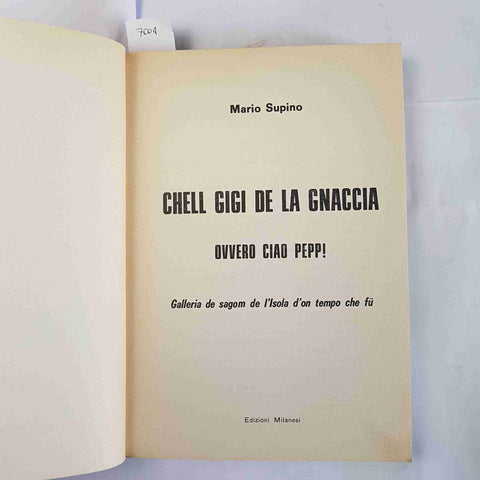 7604
Mario Supino
CHELL GIGI DE LA GNACCIA
OVVERO CIAO PEPP!
Galleria de sagom de l'Isola d'on tempo che fü
Edizioni Milanesi